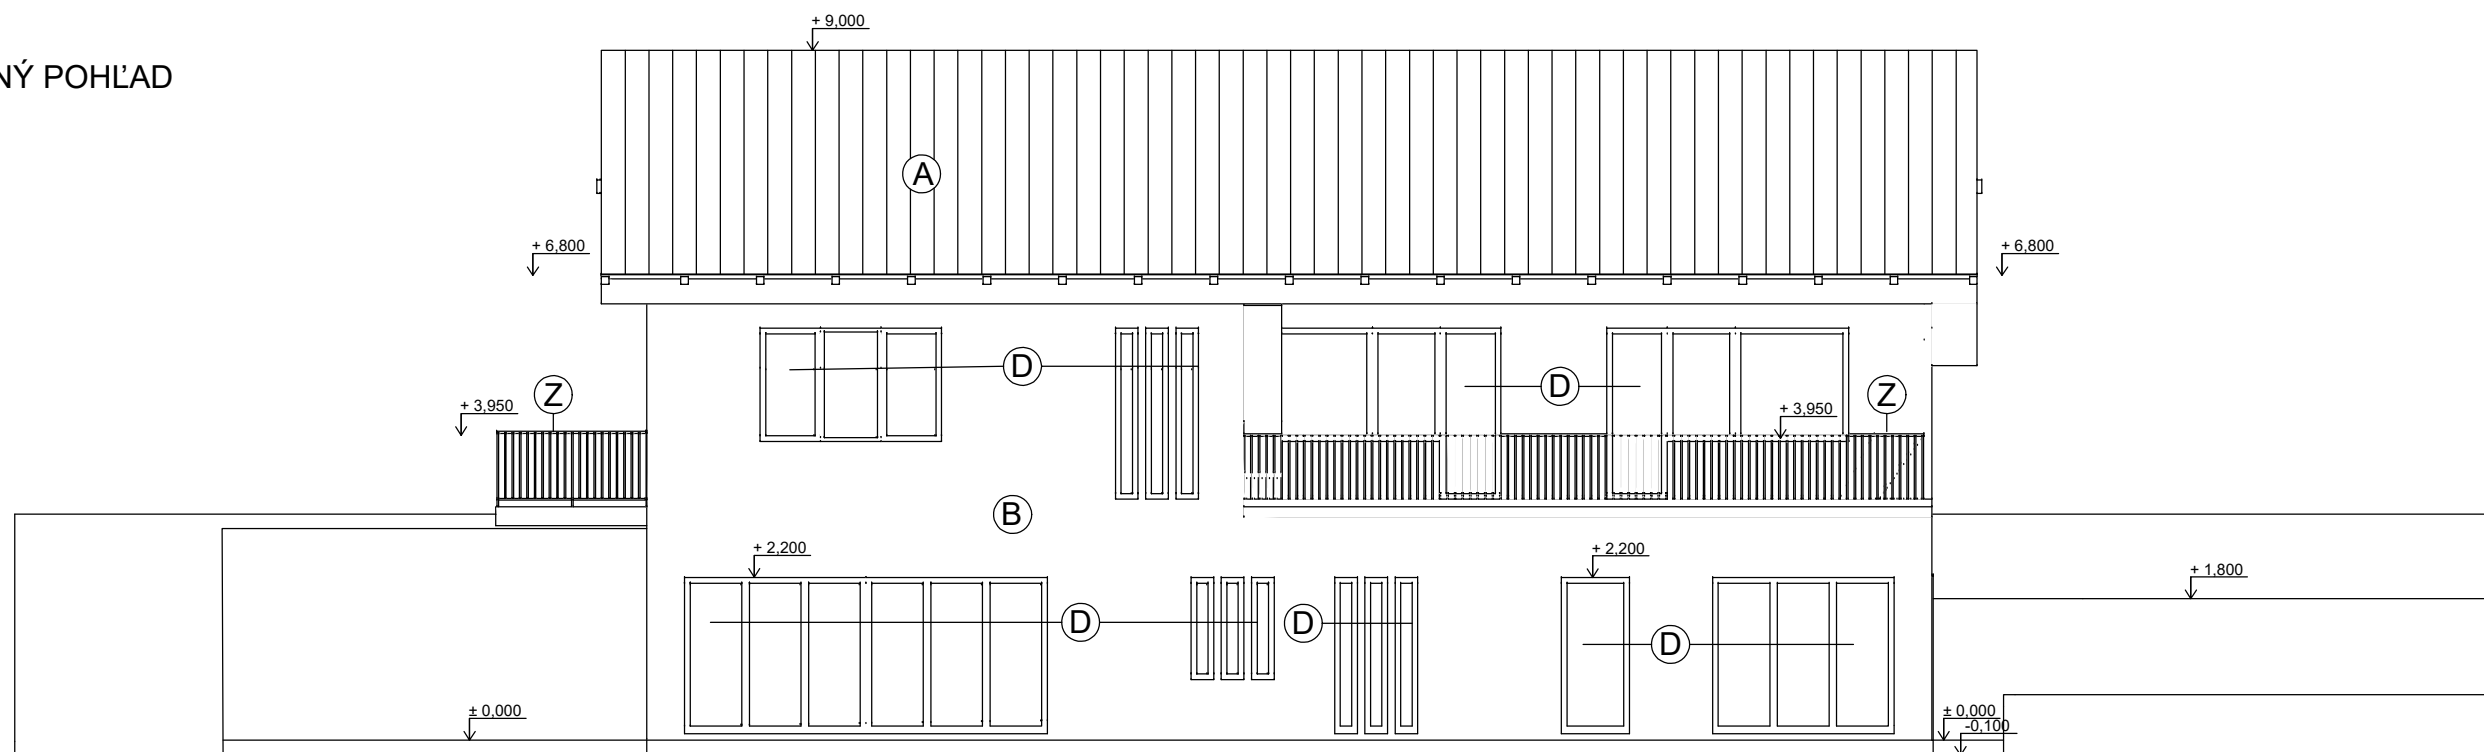 + 9,000
NÝ POHĽAD
A
+ 6,800
+ 6,800
D
D
Z
Z
+ 3,950
+ 3,950
B
+ 2,200
+ 2,200
+ 1,800
D
D
D
± 0,000
± 0,000
-0,100